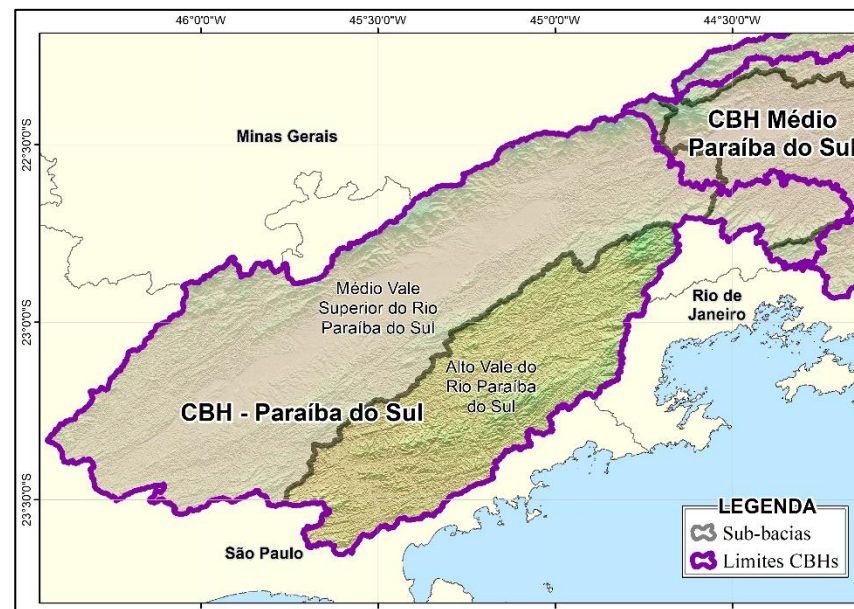 46°0'0"W
45°30'0"W
45°0'0"W
44°30'0"W
22°30'0"S
23°0'0"S
23°30'0"S
Minas Gerais
CBH Médio
Paraíba do Sul
Médio Vale
Superior do Rio
Paraíba do Sul
Rio de
Janeiro
Alto Vale do
Rio Paraíba
do Sul
CBH - Paraíba do Sul
São Paulo
LEGENDA
Sub-bacias
Limites CBHs